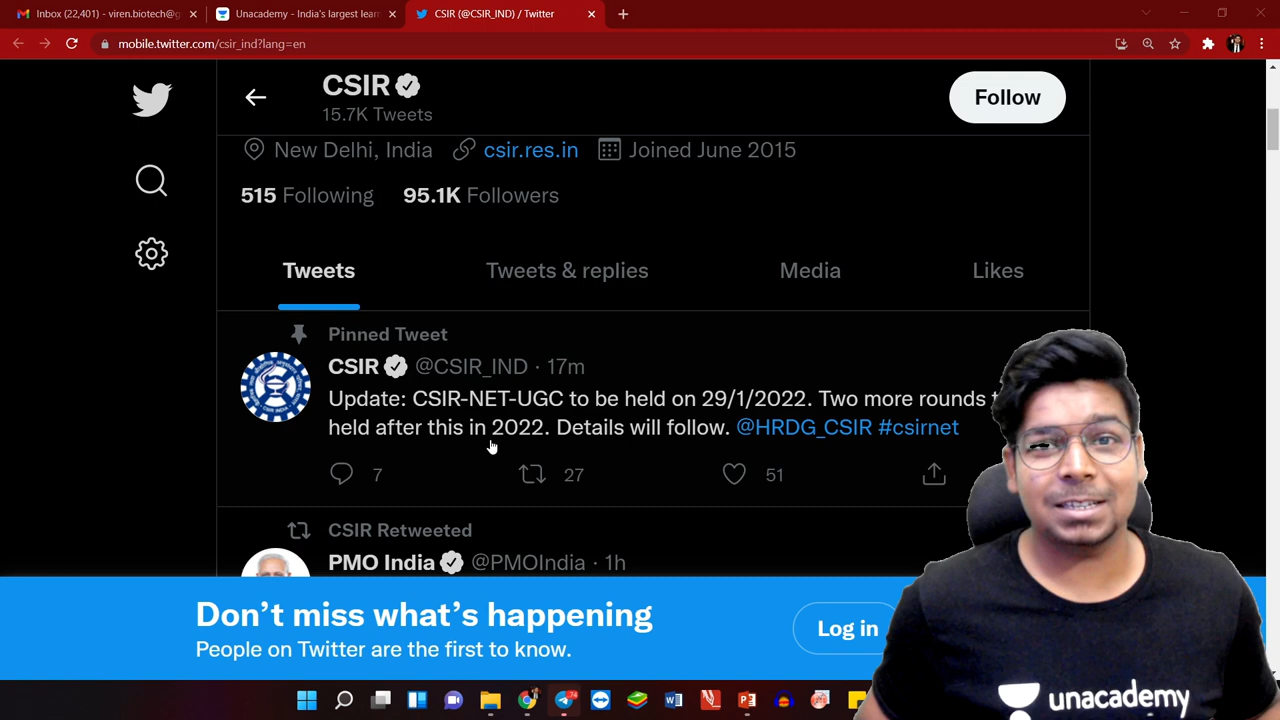 Inbox (22,401) - viren.biotech@g
Unacademy - India's largest lear
CSIR (@CSIR_IND) / Twitter
mobile.twitter.com/csir_ind?lang=en
CSIR
15.7K Tweets
Follow
New Delhi, India csir.res.in Joined June 2015
515 Following 95.1K Followers
Tweets Tweets & replies Media Likes
Pinned Tweet
CSIR @CSIR_IND · 17m
Update: CSIR-NET-UGC to be held on 29/1/2022. Two more rounds
held after this in 2022. Details will follow. @HRDG_CSIR #csirnet
7 27 51
CSIR Retweeted
PMO India @PMOIndia · 1h
Don't miss what's happening
People on Twitter are the first to know.
Log in
unacademy